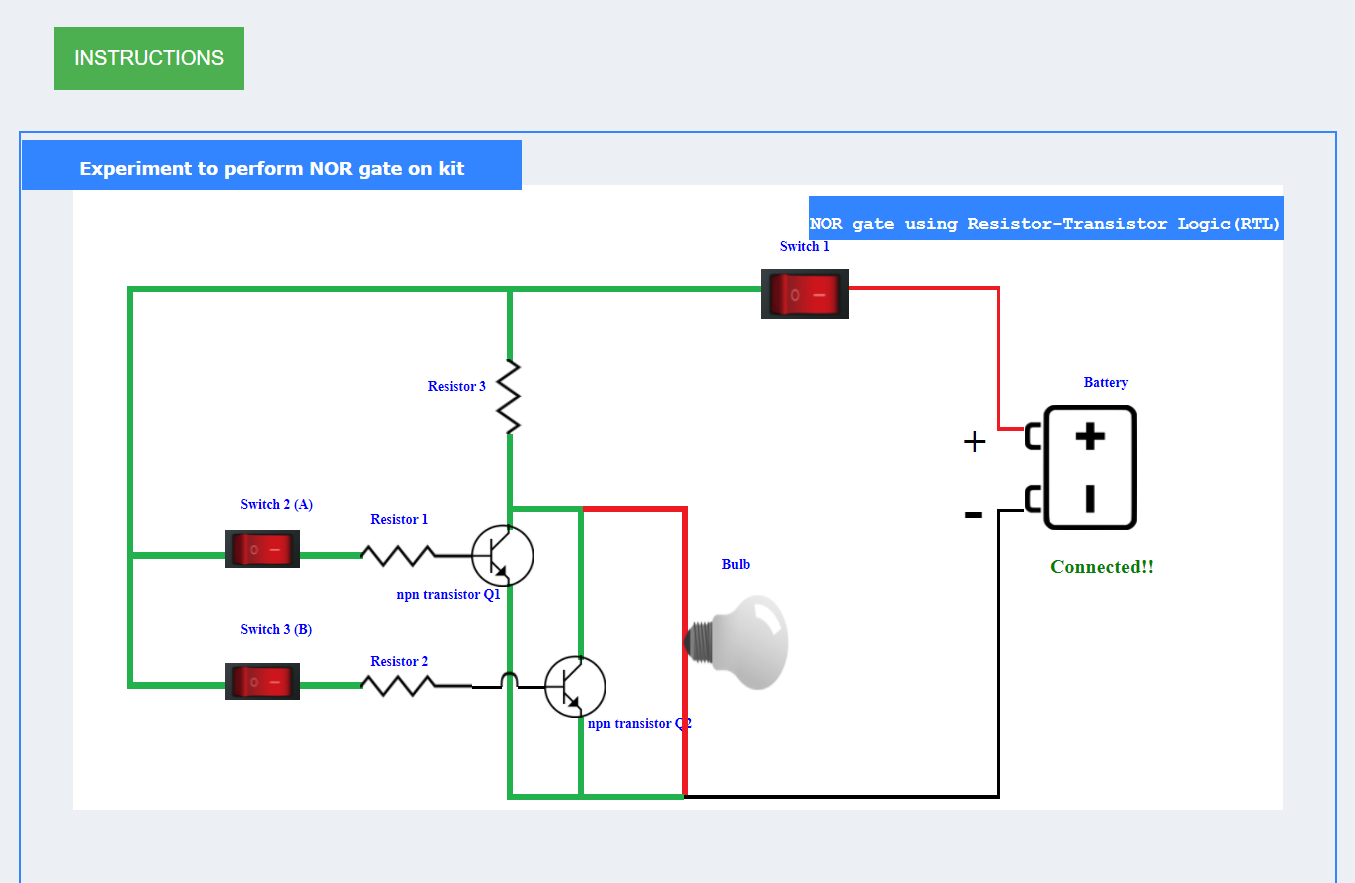 INSTRUCTIONS
Experiment to perform NOR gate on kit
NOR gate using Resistor-Transistor Logic(RTL)
Switch 1
Battery
Resistor 3
+
-
Switch 2 (A)
Resistor 1
Bulb
Connected!!
npn transistor Q1
Switch 3 (B)
Resistor 2
npn transistor Q2